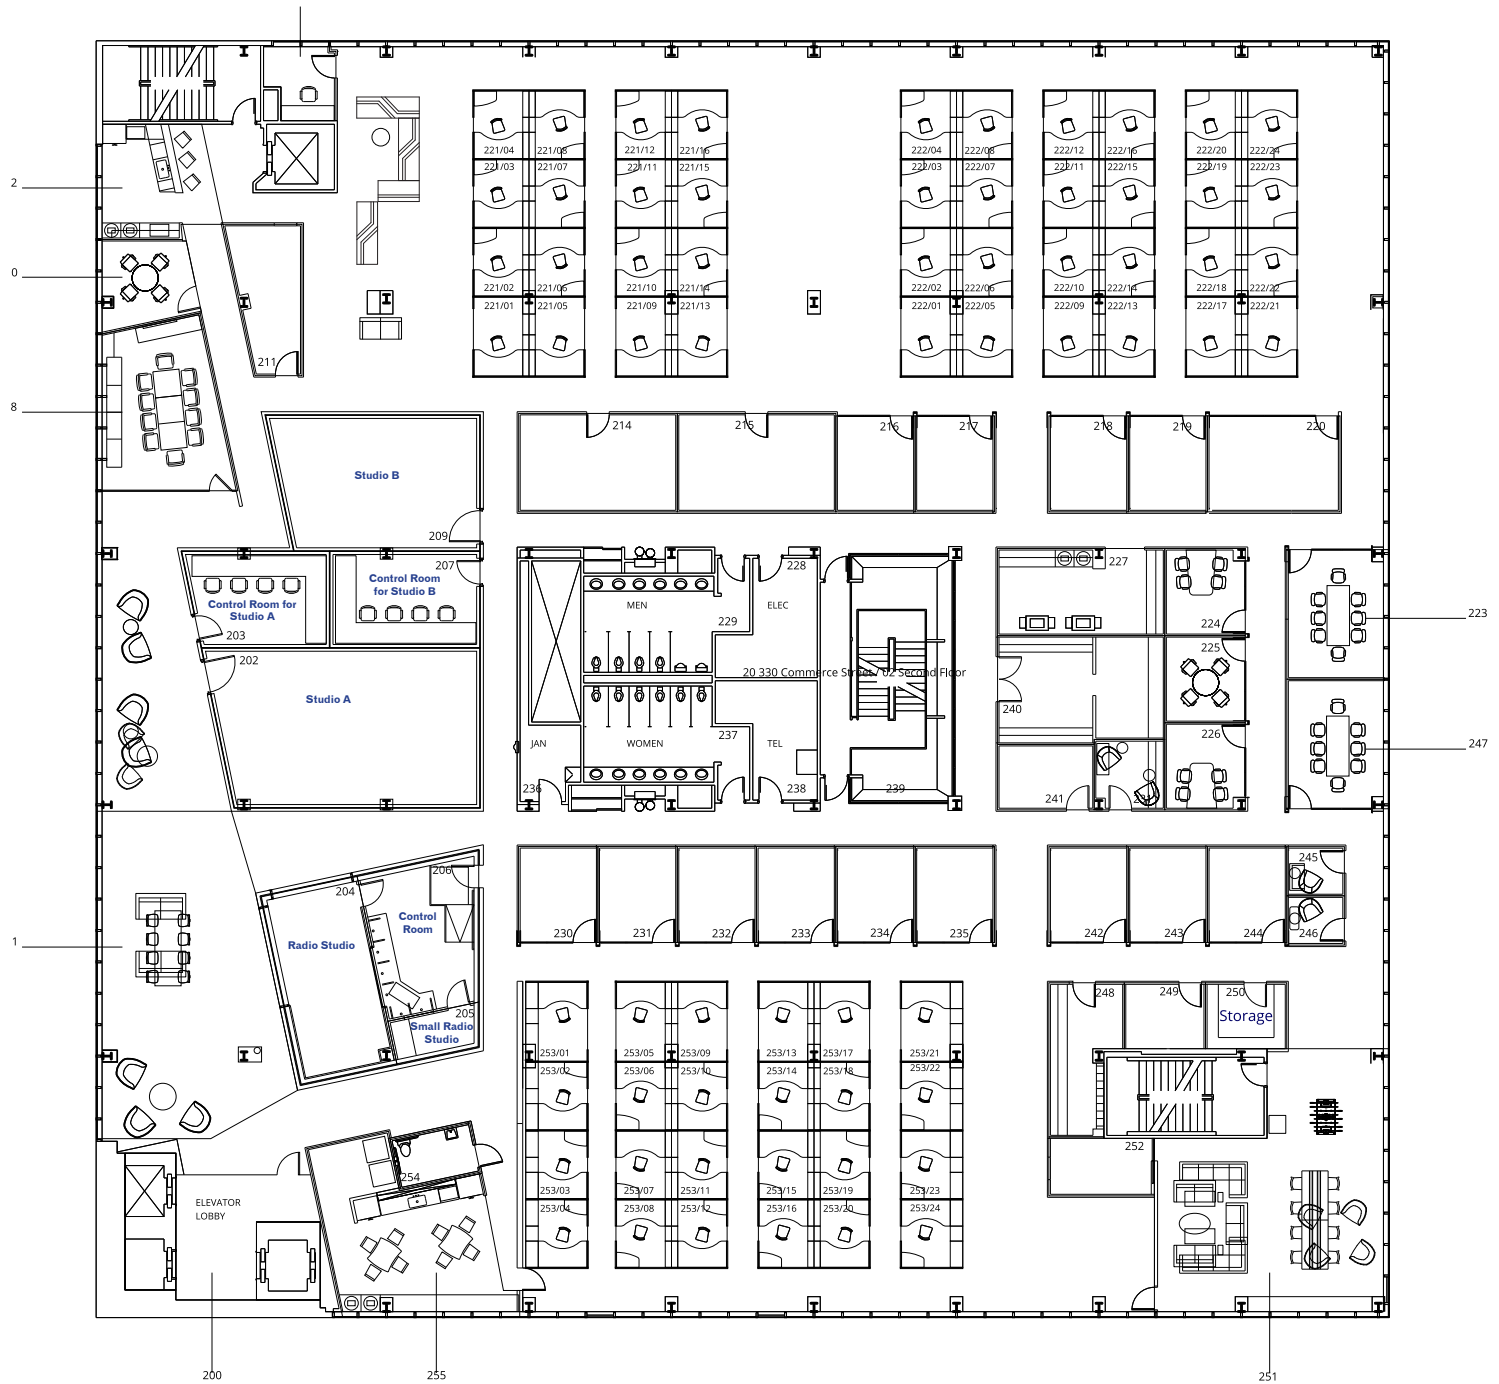 221/04 221/08 221/12 221/16 222/04 222/08 222/12 222/16 222/20 222/24
221/03 221/07 221/11 221/15 222/03 222/07 222/11 222/15 222/19 222/23
2
0
221/02 221/06 221/10 221/14 222/02 222/06 222/10 222/14 222/18 222/22
221/01 221/05 221/09 221/13 222/01 222/05 222/09 222/13 222/17 222/21
211
8
214 215 216 217 218 219 220
Studio B
209
207 228 227
Control Room
for Studio B
Control Room for
Studio A
MEN ELEC
203 229 224 223
202 225
20 330 Commerce Street / 02 Second Floor
Studio A
240
237 226
JAN WOMEN TEL 247
236 238 239 241
245
204 206
Control
Room
230 231 232 233 234 235 242 243 244 246
Radio Studio
1
248 249 250
205 Storage
Small Radio
Studio
253/01 253/05 253/09 253/13 253/17 253/21
253/02 253/06 253/10 253/14 253/18 253/22
252
254
253/03 253/07 253/11 253/15 253/19 253/23
ELEVATOR
LOBBY
253/04 253/08 253/12 253/16 253/20 253/24
200 255 251